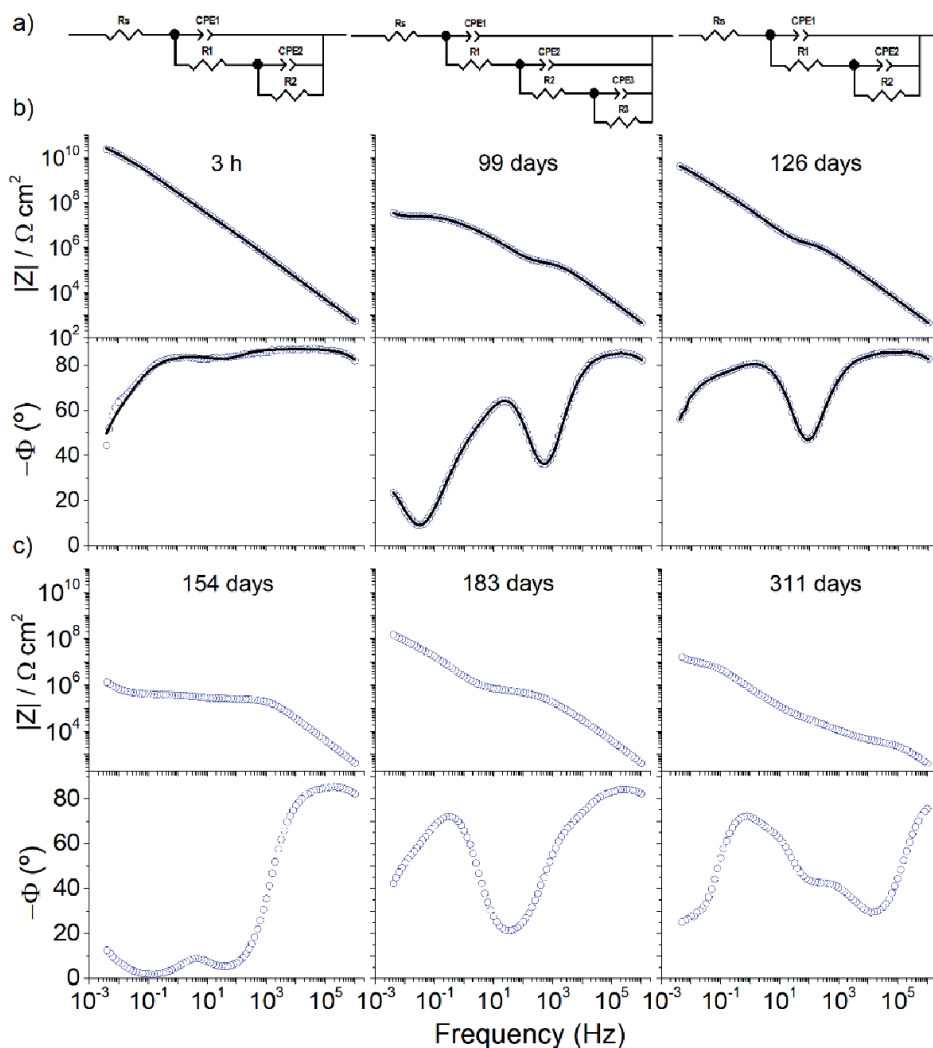 a)
Rs CPE1 R1 CPE2 R2
Rs CPE1 R1 CPE2 R2 CPE3 R3
Rs CPE1 R1 CPE2 R2
b)
3 h 99 days 126 days
|Z| / Ω cm²
10¹⁰
10⁸
10⁶
10⁴
10²
−Φ (º)
80
60
40
20
0
c)
154 days 183 days 311 days
|Z| / Ω cm²
10¹⁰
10⁸
10⁶
10⁴
−Φ (º)
80
60
40
20
0
10⁻³ 10⁻¹ 10¹ 10³ 10⁵ 10⁻³ 10⁻¹ 10¹ 10³ 10⁵ 10⁻³ 10⁻¹ 10¹ 10³ 10⁵
Frequency (Hz)